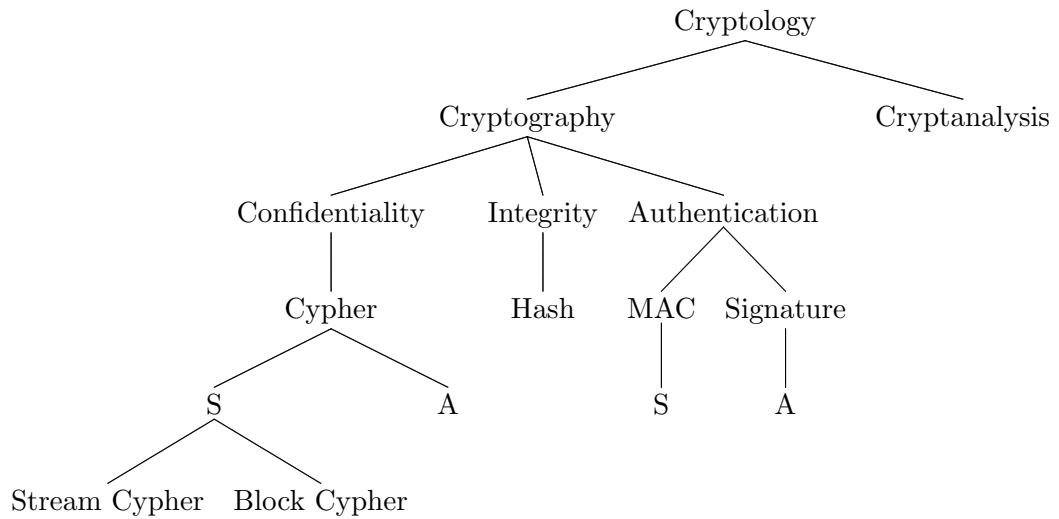 Cryptology
Cryptography Cryptanalysis
Confidentiality Integrity Authentication
Cypher Hash MAC Signature
S A S A
Stream Cypher Block Cypher